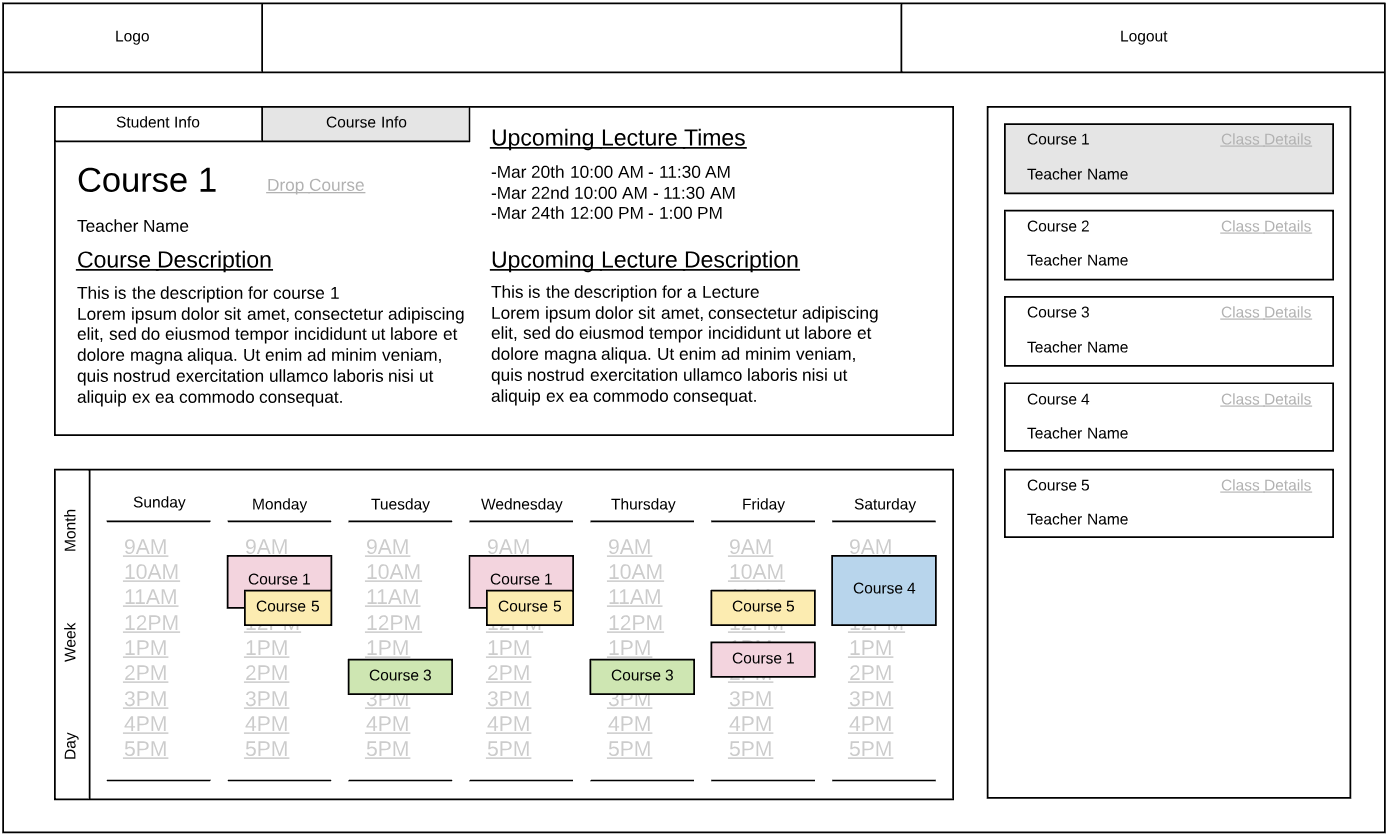 Logo
Logout
Student Info
Course Info
Course 1
Drop Course
Teacher Name
Course Description
This is the description for course 1
Lorem ipsum dolor sit amet, consectetur adipiscing
elit, sed do eiusmod tempor incididunt ut labore et
dolore magna aliqua. Ut enim ad minim veniam,
quis nostrud exercitation ullamco laboris nisi ut
aliquip ex ea commodo consequat.
Upcoming Lecture Times
-Mar 20th 10:00 AM - 11:30 AM
-Mar 22nd 10:00 AM - 11:30 AM
-Mar 24th 12:00 PM - 1:00 PM
Upcoming Lecture Description
This is the description for a Lecture
Lorem ipsum dolor sit amet, consectetur adipiscing
elit, sed do eiusmod tempor incididunt ut labore et
dolore magna aliqua. Ut enim ad minim veniam,
quis nostrud exercitation ullamco laboris nisi ut
aliquip ex ea commodo consequat.
Course 1 Class Details
Teacher Name
Course 2 Class Details
Teacher Name
Course 3 Class Details
Teacher Name
Course 4 Class Details
Teacher Name
Course 5 Class Details
Teacher Name
Month
Week
Day
Sunday
9AM
10AM
11AM
12PM
1PM
2PM
3PM
4PM
5PM
Monday
9AM
Course 1
Course 5
12PM
1PM
2PM
3PM
4PM
5PM
Tuesday
9AM
10AM
11AM
12PM
1PM
Course 3
3PM
4PM
5PM
Wednesday
9AM
Course 1
Course 5
12PM
1PM
2PM
3PM
4PM
5PM
Thursday
9AM
10AM
11AM
12PM
1PM
Course 3
3PM
4PM
5PM
Friday
9AM
10AM
Course 5
Course 1
2PM
3PM
4PM
5PM
Saturday
9AM
Course 4
12PM
1PM
2PM
3PM
4PM
5PM